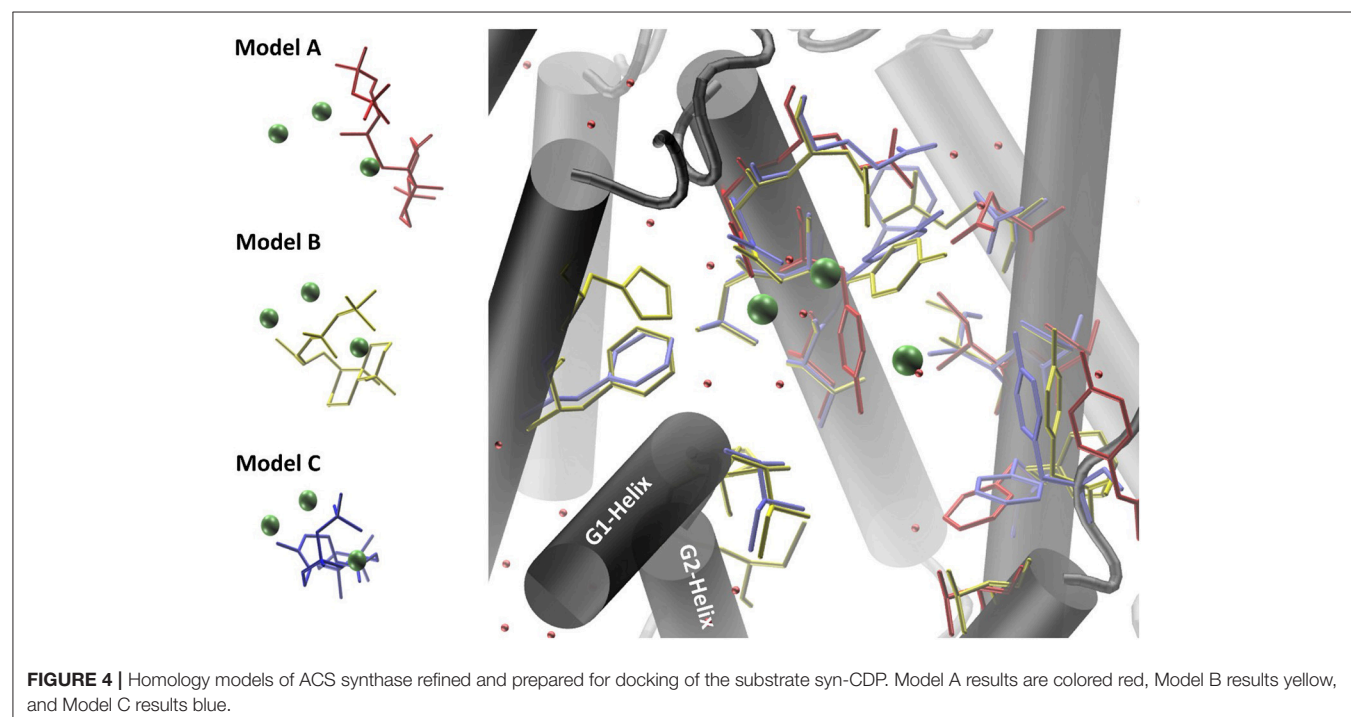 Model A
Model B
Model C
G1-Helix
G2-Helix
FIGURE 4 | Homology models of ACS synthase refined and prepared for docking of the substrate syn-CDP. Model A results are colored red, Model B results yellow,
and Model C results blue.